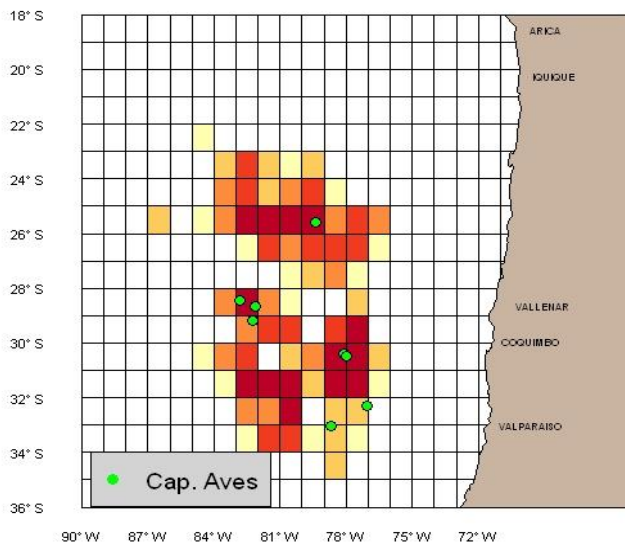 18° S
ARICA
20° S
IQUIQUE
22° S
24° S
26° S
28° S
VALLENAR
30° S
COQUIMBO
32° S
VALPARAISO
34° S
Cap. Aves
36° S
90° W 87° W 84° W 81° W 78° W 75° W 72° W